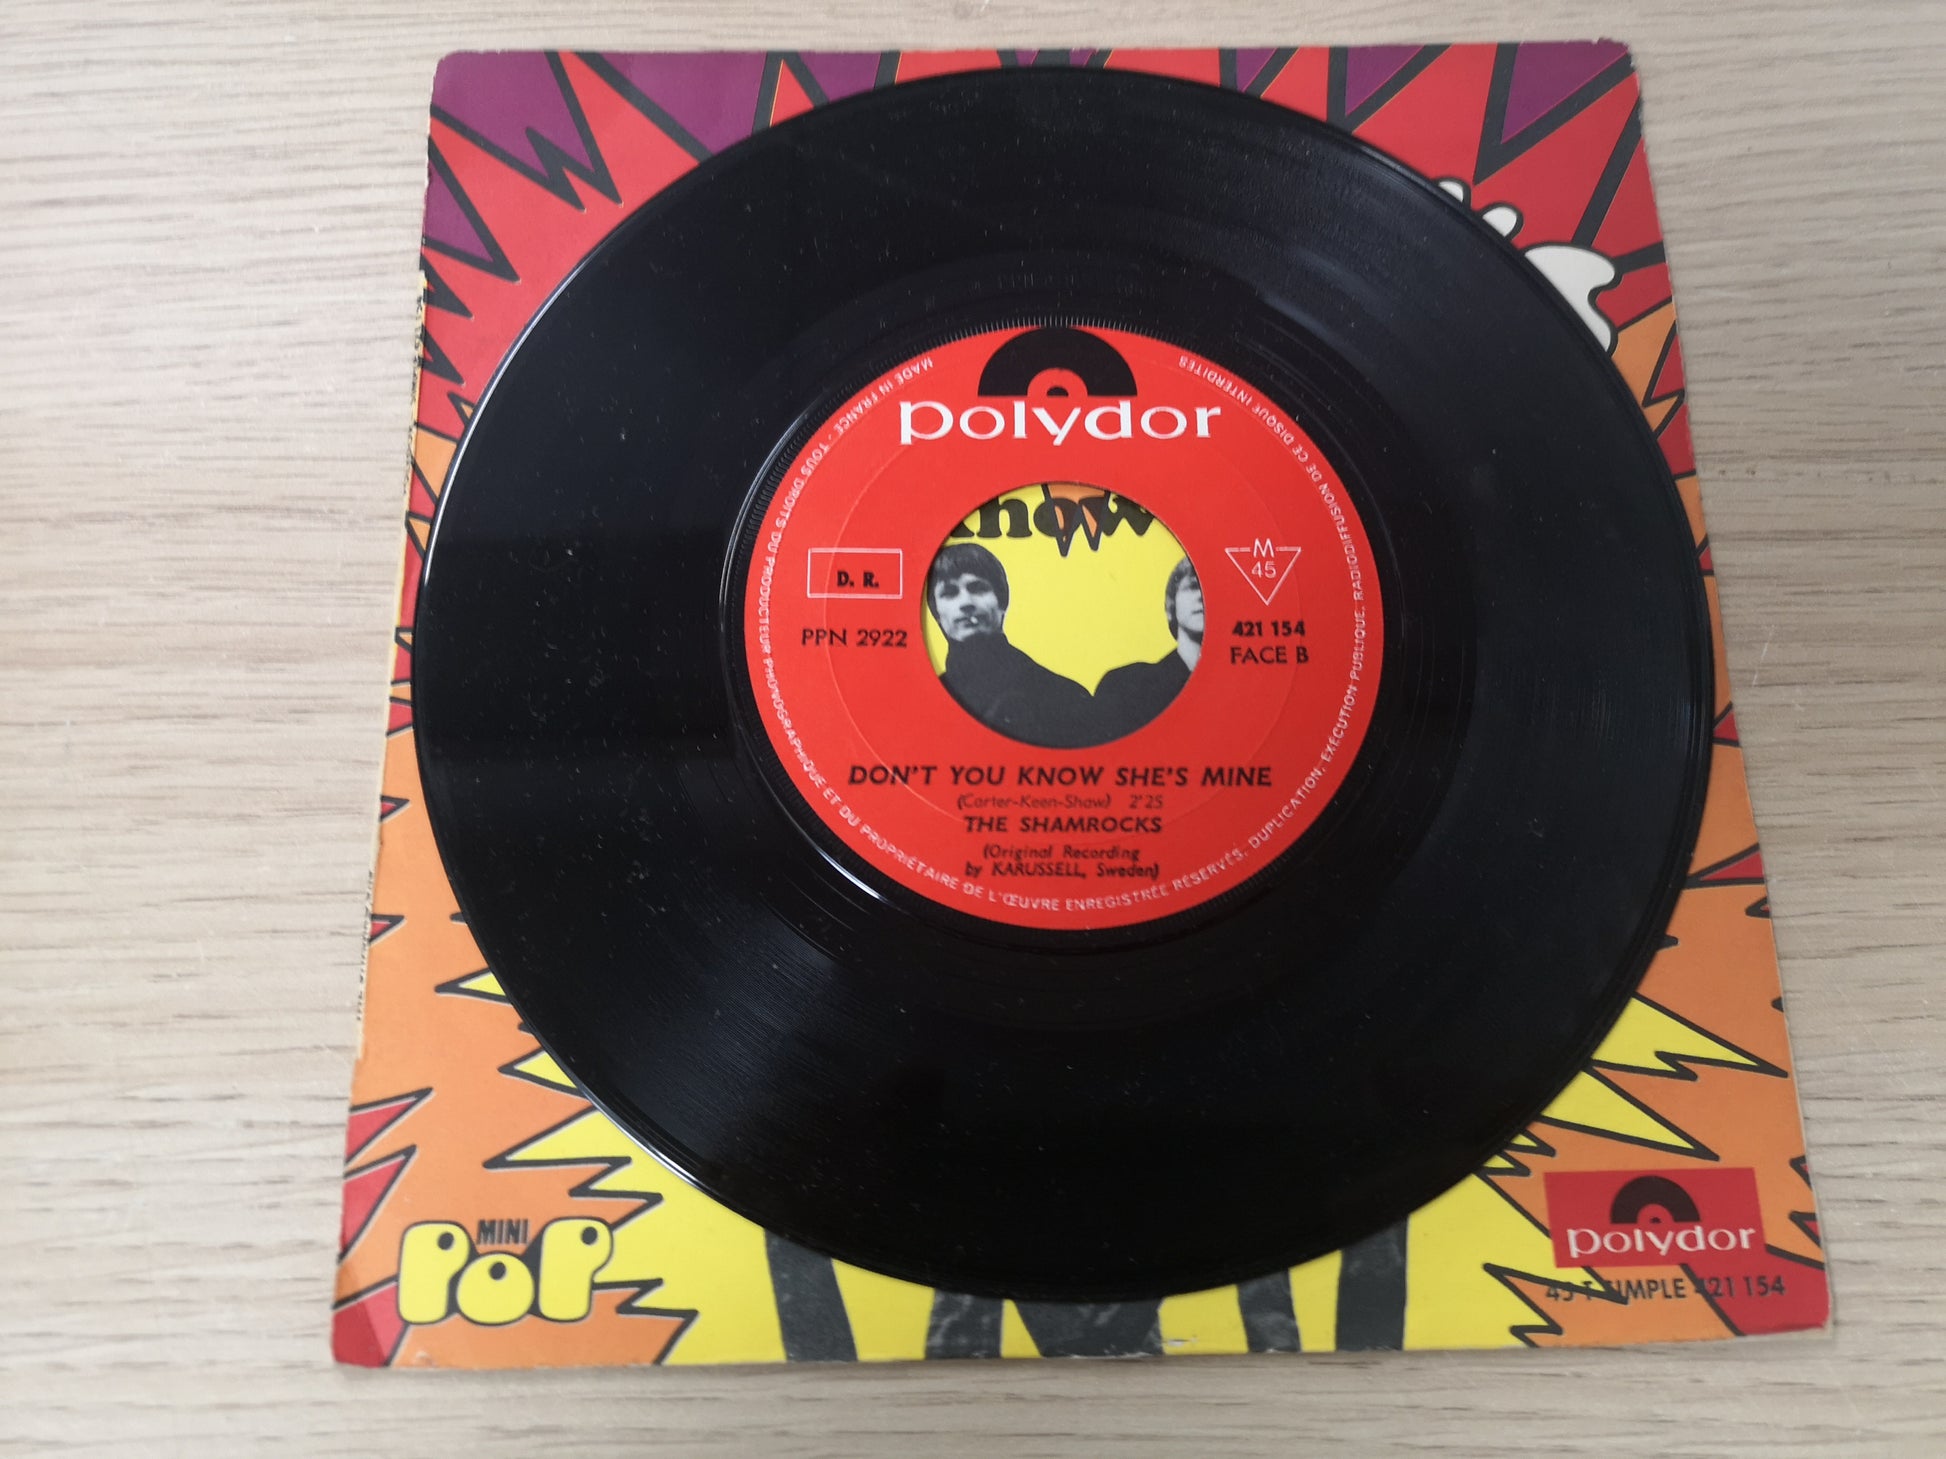 polydor
MADE IN FRANCE · TOUS DROITS DU PRODUCTEUR PHONOGRAPHIQUE ET DU PROPRIÉTAIRE DE L'ŒUVRE ENREGISTRÉE RÉSERVÉS. DUPLICATION, EXÉCUTION PUBLIQUE, RADIODIFFUSION DE CE DISQUE INTERDITES
know
D. R.
PPN 2922
M
45
421 154
FACE B
DON'T YOU KNOW SHE'S MINE
(Carter-Keen-Shaw) 2'25
THE SHAMROCKS
(Original Recording
by KARUSSELL, Sweden)
MINI
PoP
polydor
45 T SIMPLE 421 154